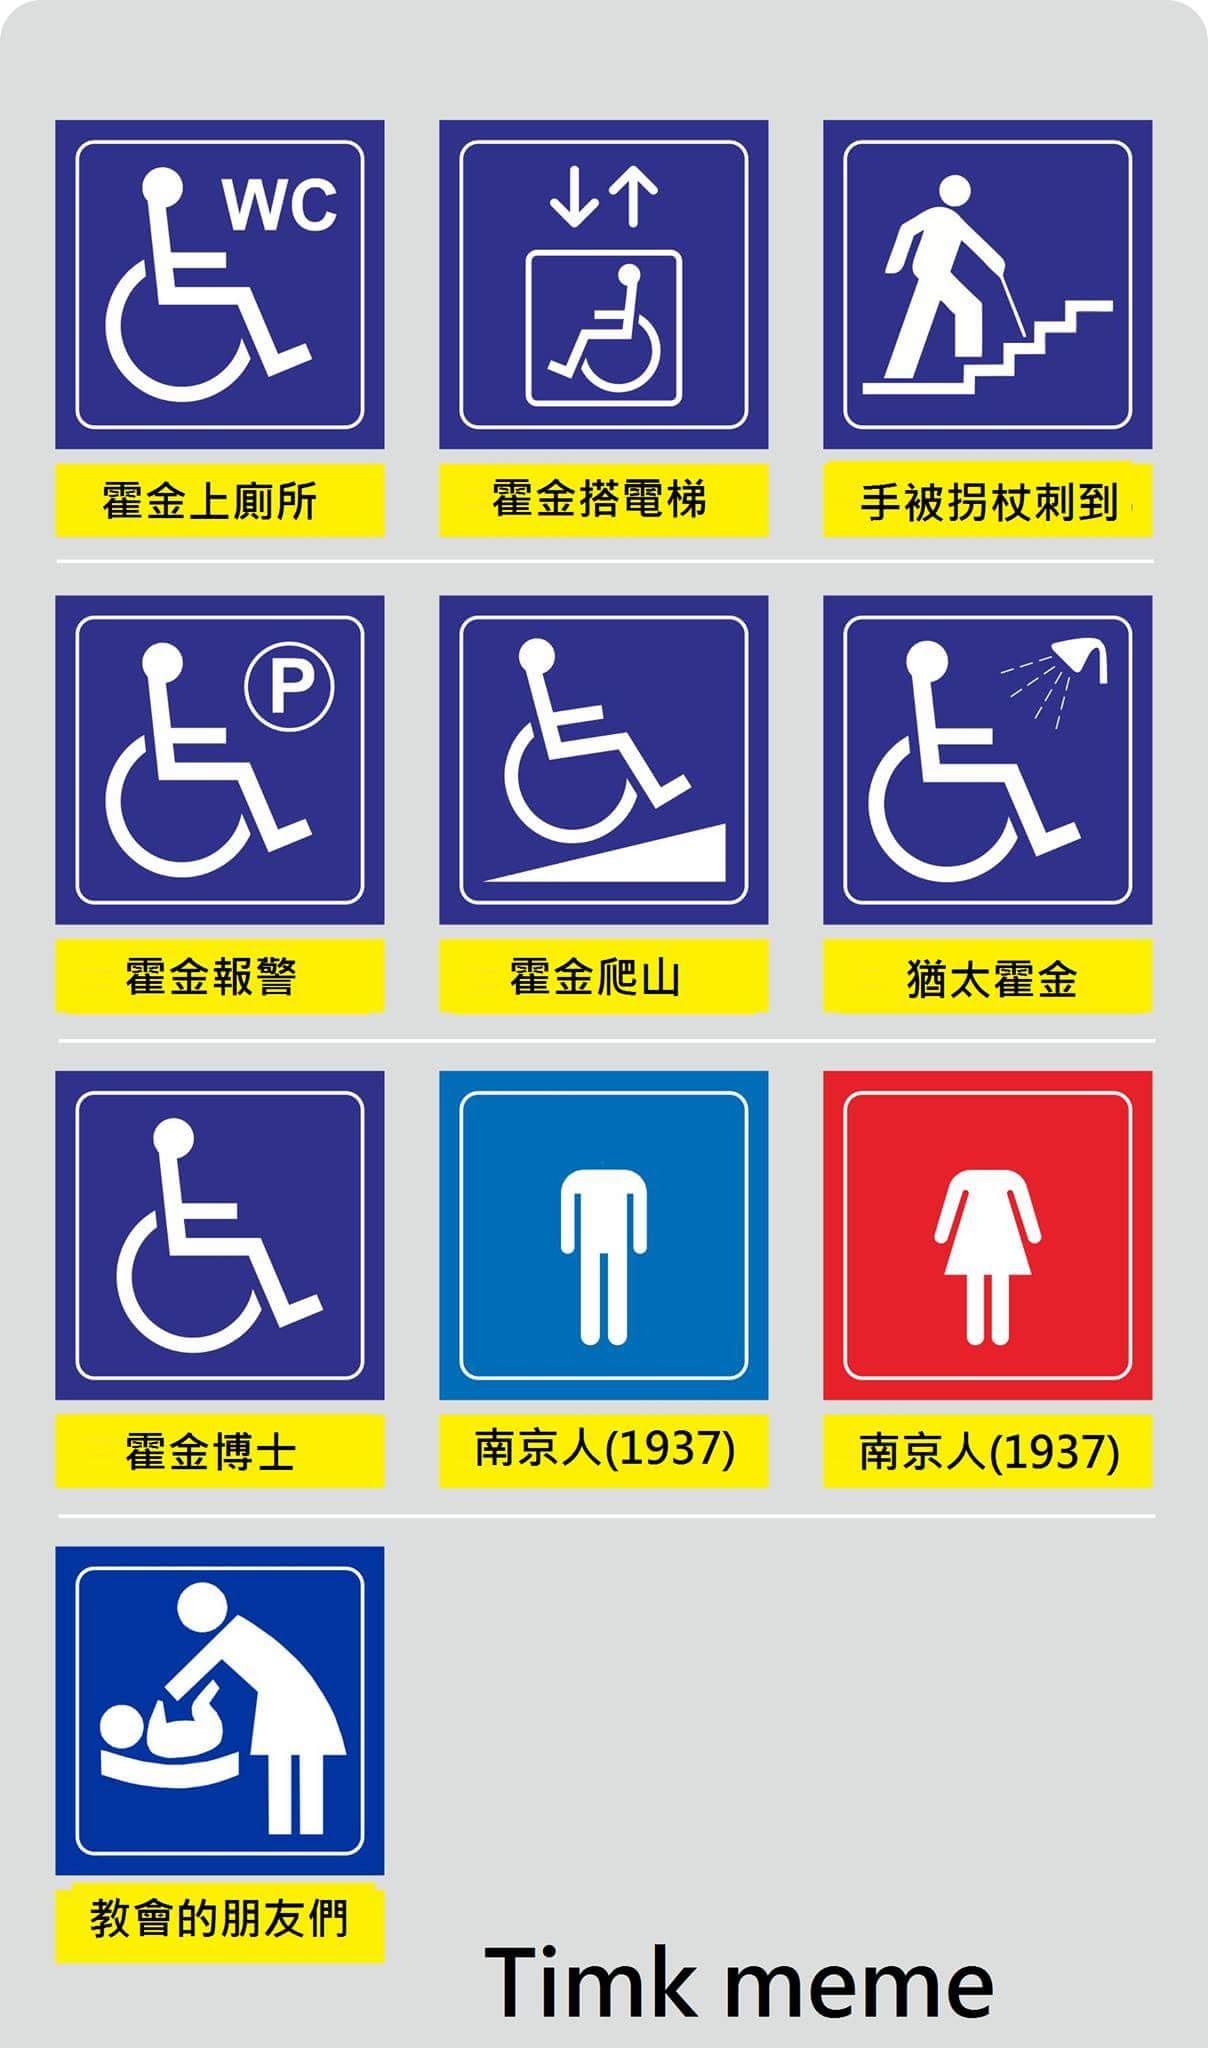 WC
霍金上廁所
霍金搭電梯
手被拐杖刺到
P
霍金報警
霍金爬山
猶太霍金
霍金博士
南京人(1937)
南京人(1937)
教會的朋友們
Timk meme